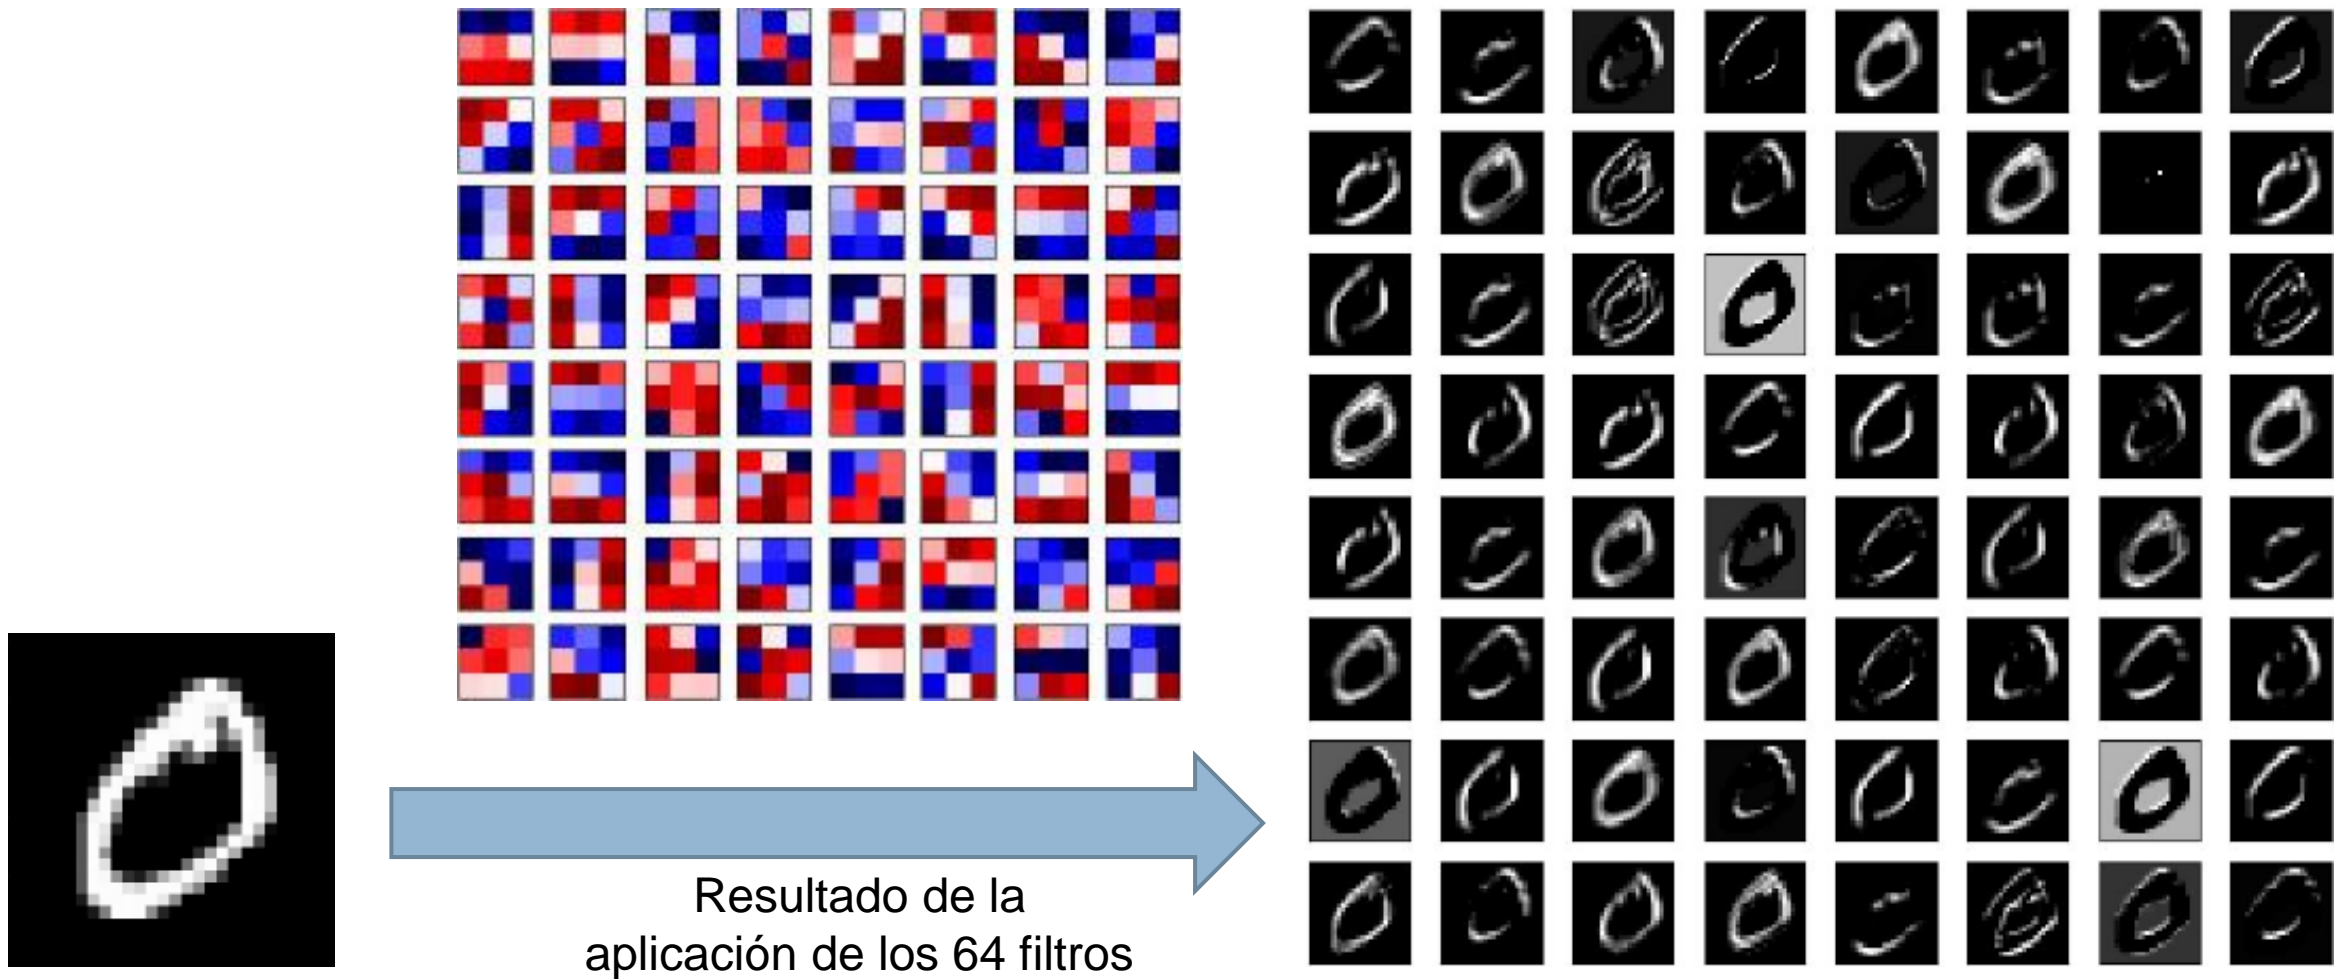 Resultado de la
aplicación de los 64 filtros